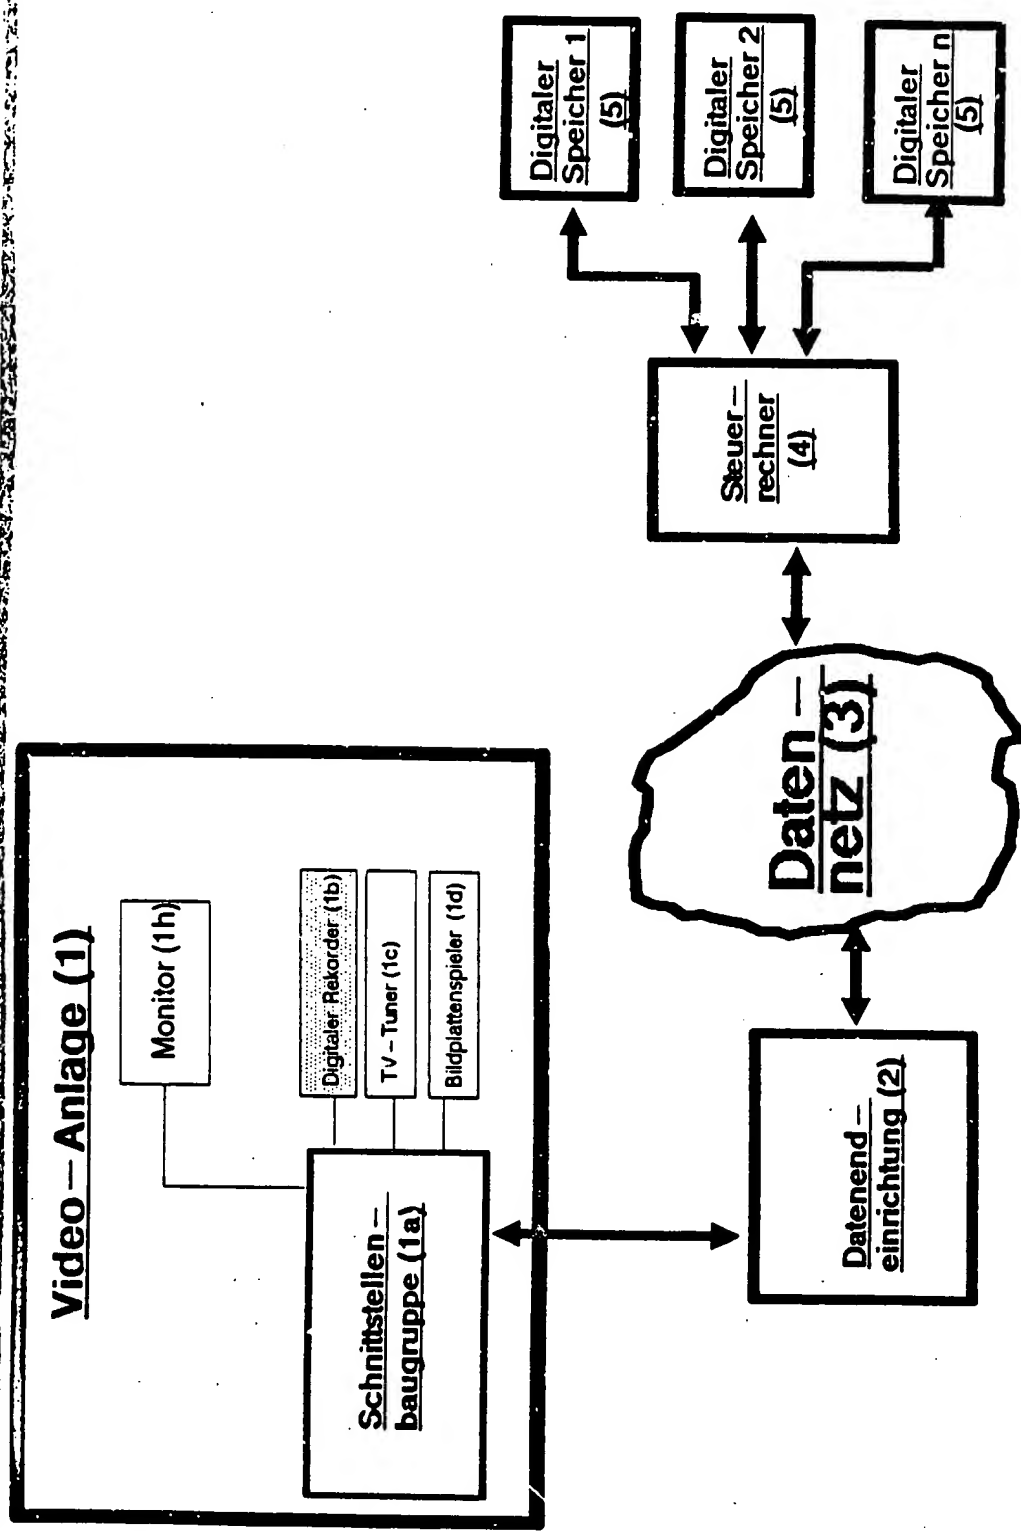 Video–Anlage (1)
Monitor (1h)
Digitaler Rekorder (1b)
TV–Tuner (1c)
Bildplattenspieler (1d)
Schnittstellen–
baugruppe (1a)
Datenend–
einrichtung (2)
Daten–
netz (3)
Steuer–
rechner
(4)
Digitaler
Speicher 1
(5)
Digitaler
Speicher 2
(5)
Digitaler
Speicher n
(5)